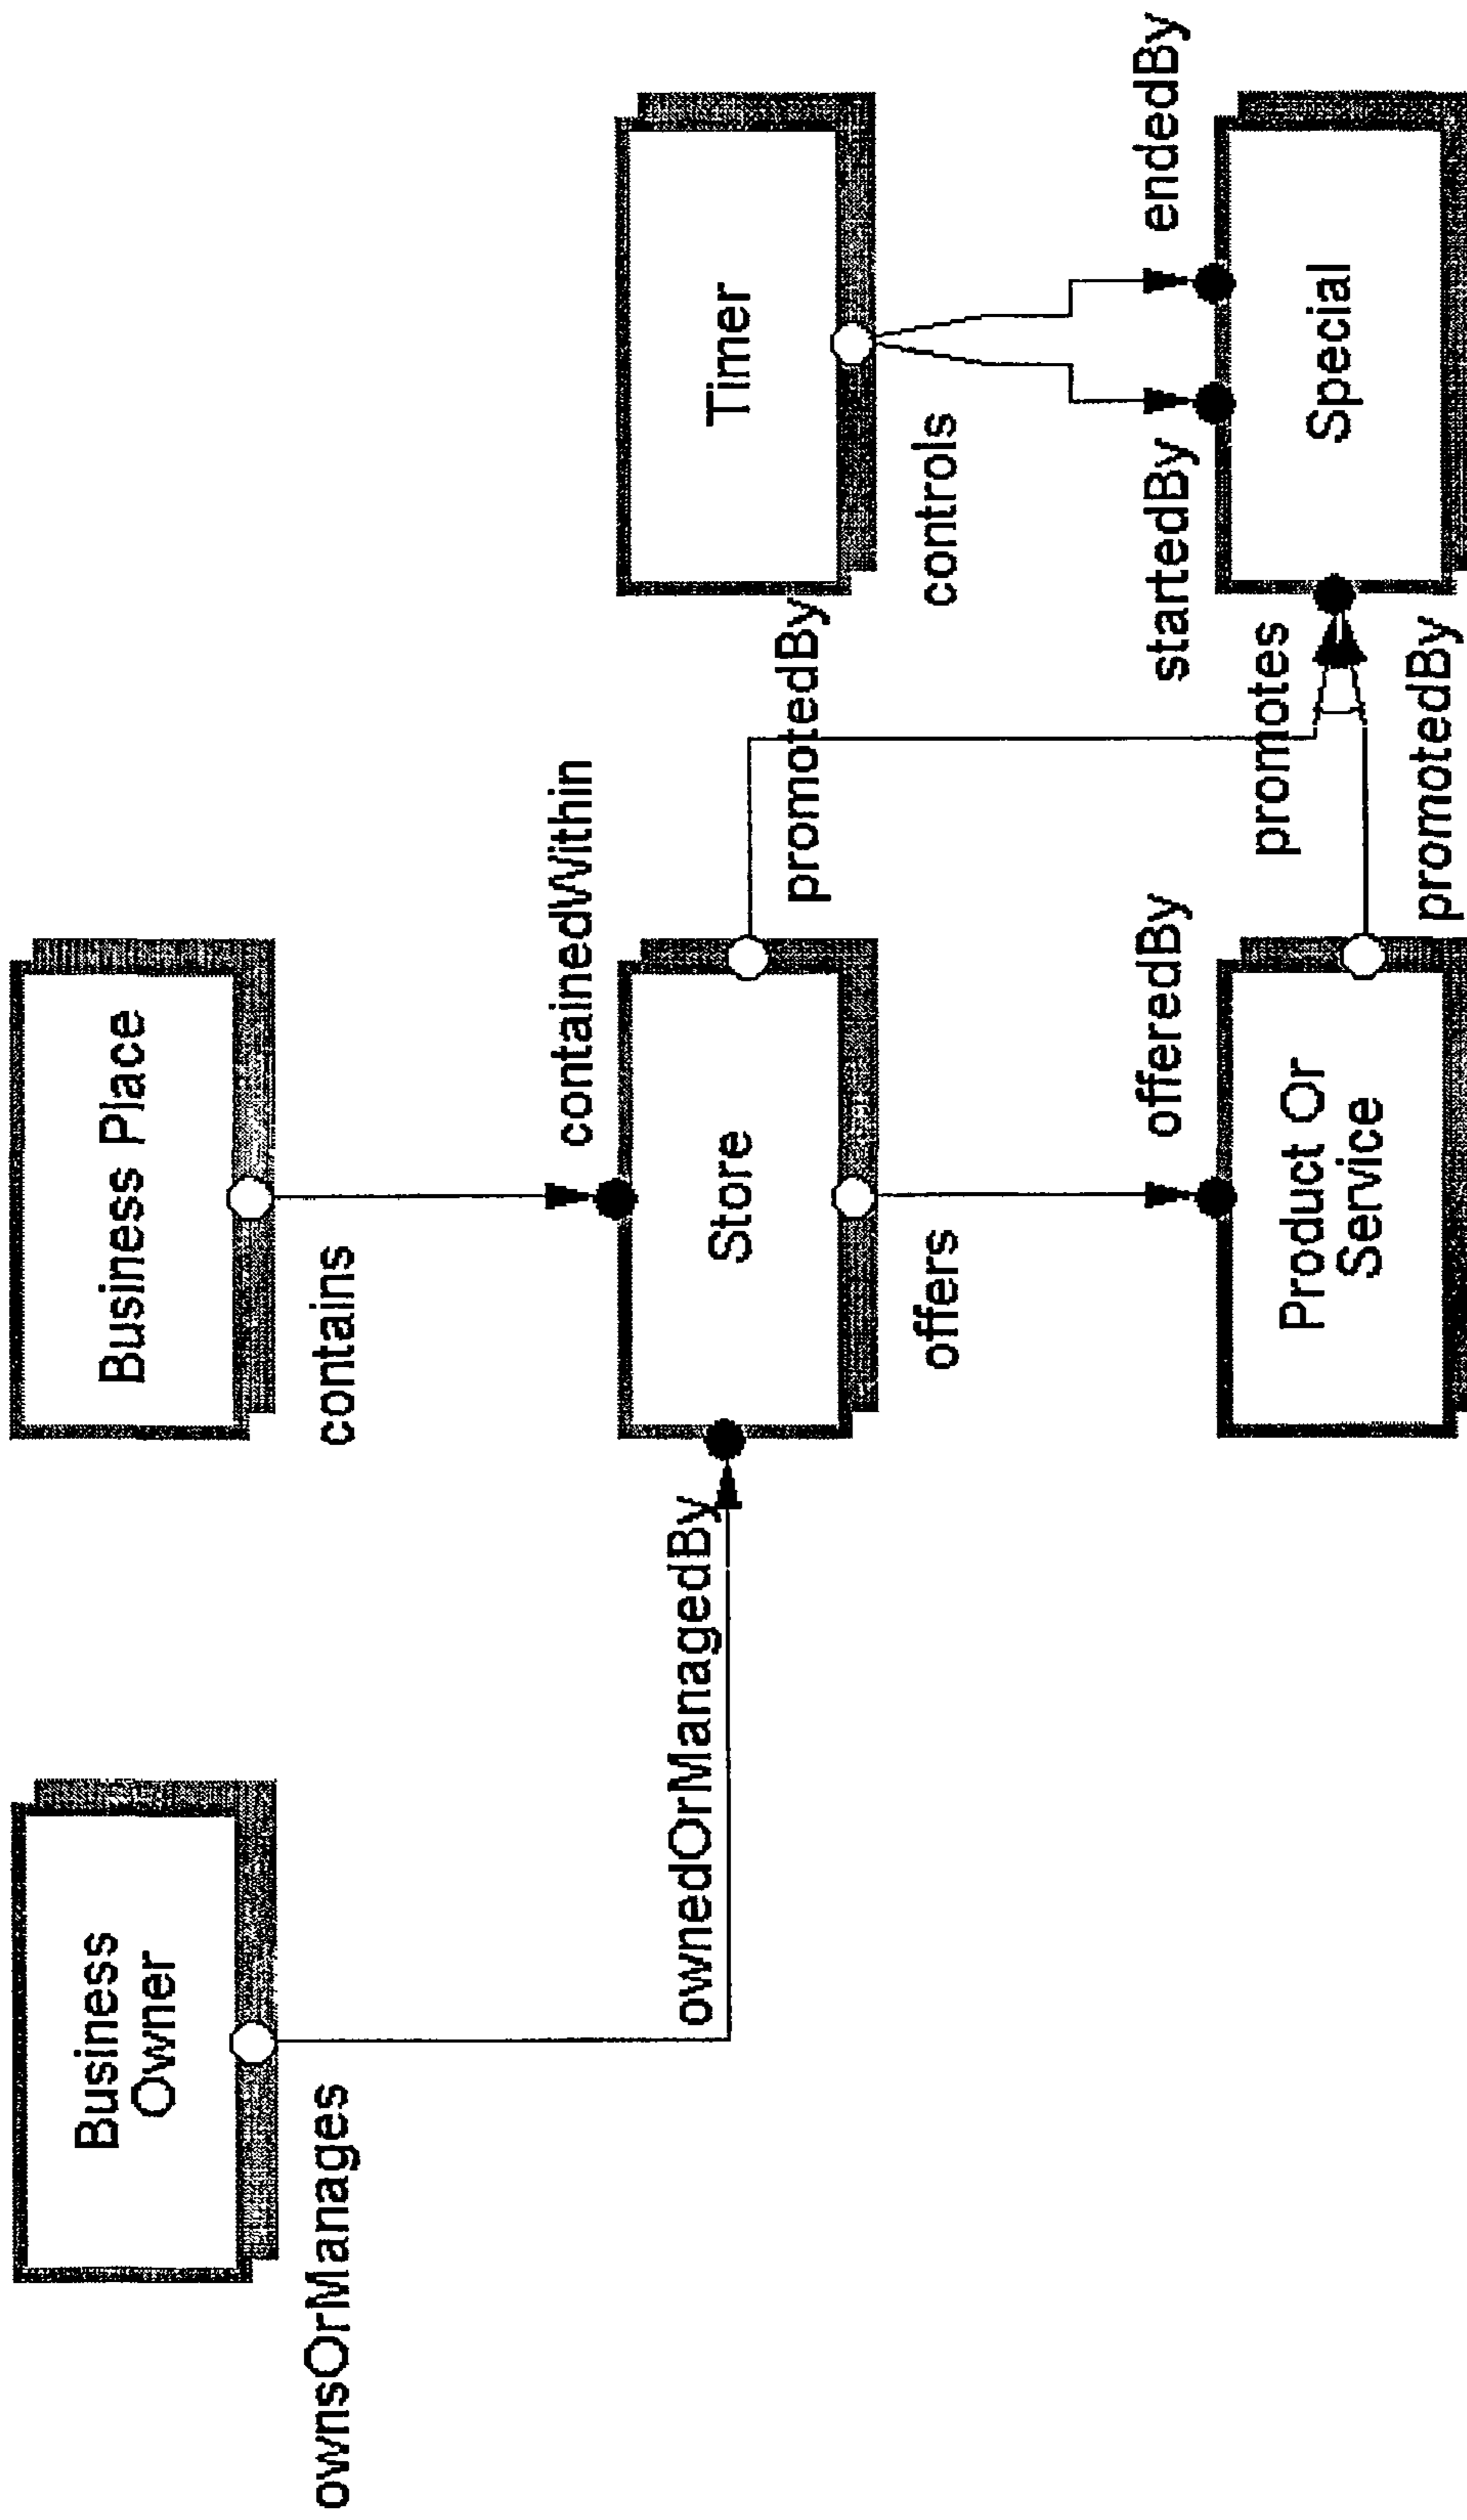 Business
Owner
Business Place
ownsOrManages
contains
containedWithin
ownedOrManagedBy
Store
Timer
promotedBy
offers
controls
offeredBy
startedBy
endedBy
promotes
Product Or
Service
Special
promotedBy